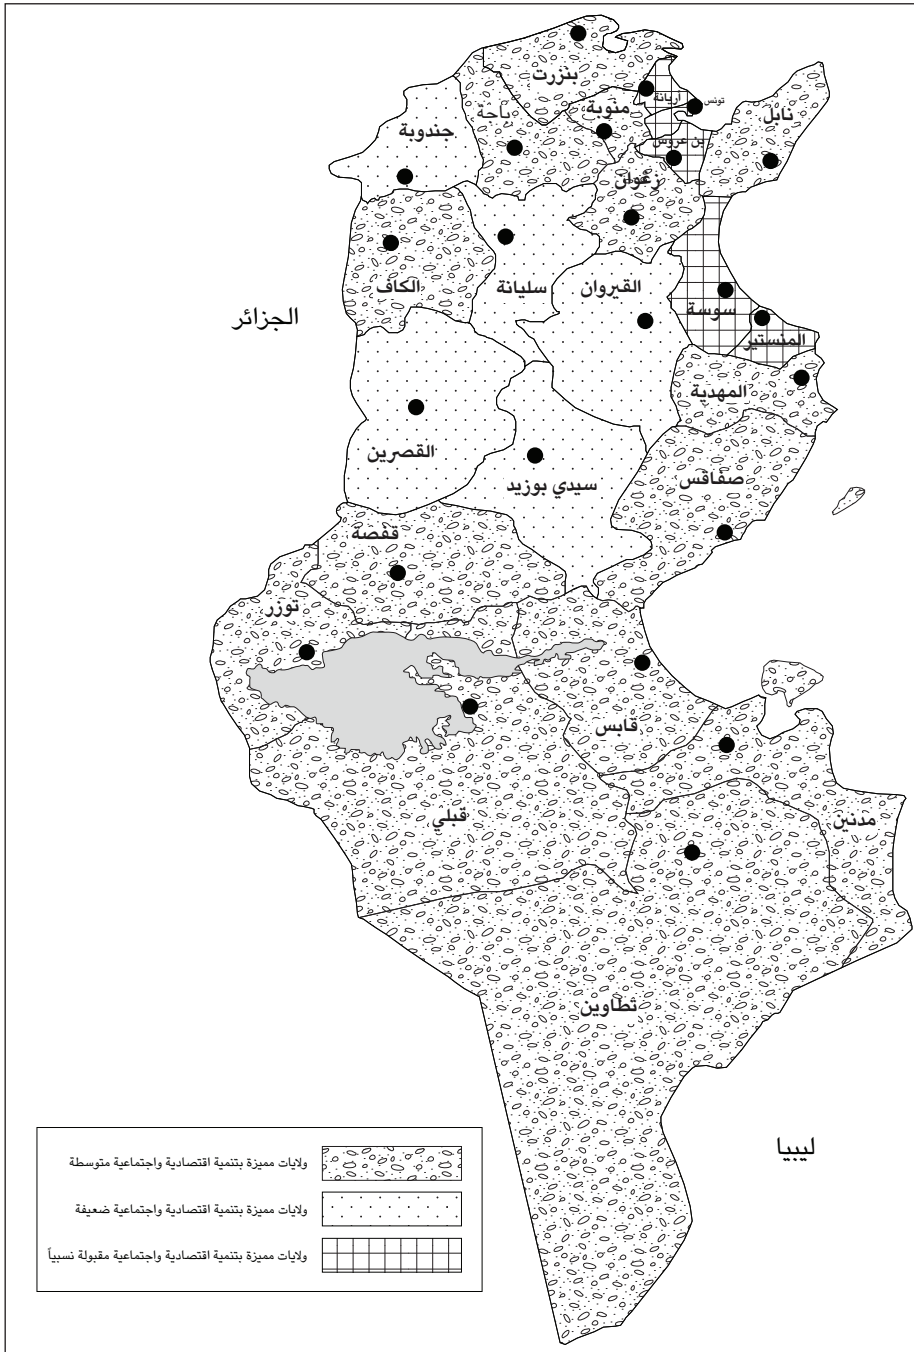 بنزرت
أريانة
تونس
منوبة
باجة
نابل
جندوبة
بن عروس
زغوان
الكاف
سليانة
القيروان
سوسة
الجزائر
المنستير
المهدية
القصرين
صفاقس
سيدي بوزيد
قفصة
توزر
قابس
قبلي
مدنين
تطاوين
ليبيا
ولايات مميزة بتنمية اقتصادية واجتماعية متوسطة
ولايات مميزة بتنمية اقتصادية واجتماعية ضعيفة
ولايات مميزة بتنمية اقتصادية واجتماعية مقبولة نسبياً